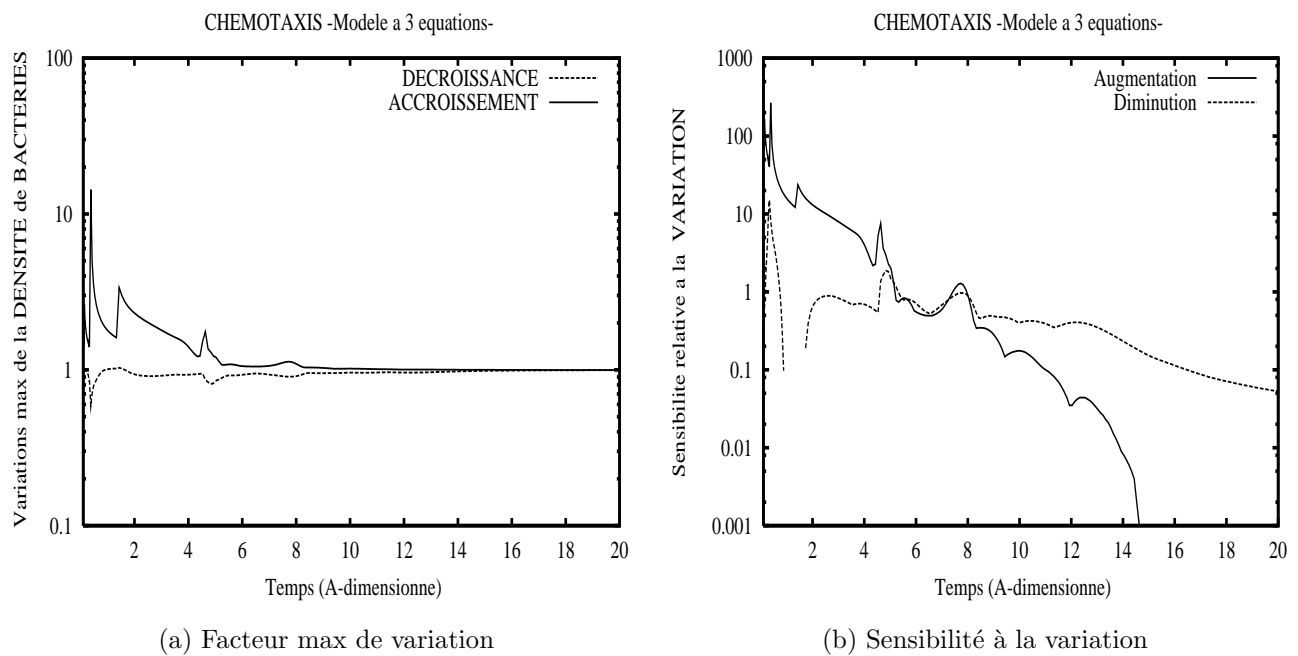 CHEMOTAXIS -Modele a 3 equations-
Variations max de la DENSITE de BACTERIES
100
10
1
0.1
DECROISSANCE
ACCROISSEMENT
2 4 6 8 10 12 14 16 18 20
Temps (A-dimensionne)
(a) Facteur max de variation
CHEMOTAXIS -Modele a 3 equations-
Sensibilite relative a la VARIATION
1000
100
10
1
0.1
0.01
0.001
Augmentation
Diminution
2 4 6 8 10 12 14 16 18 20
Temps (A-dimensionne)
(b) Sensibilité à la variation